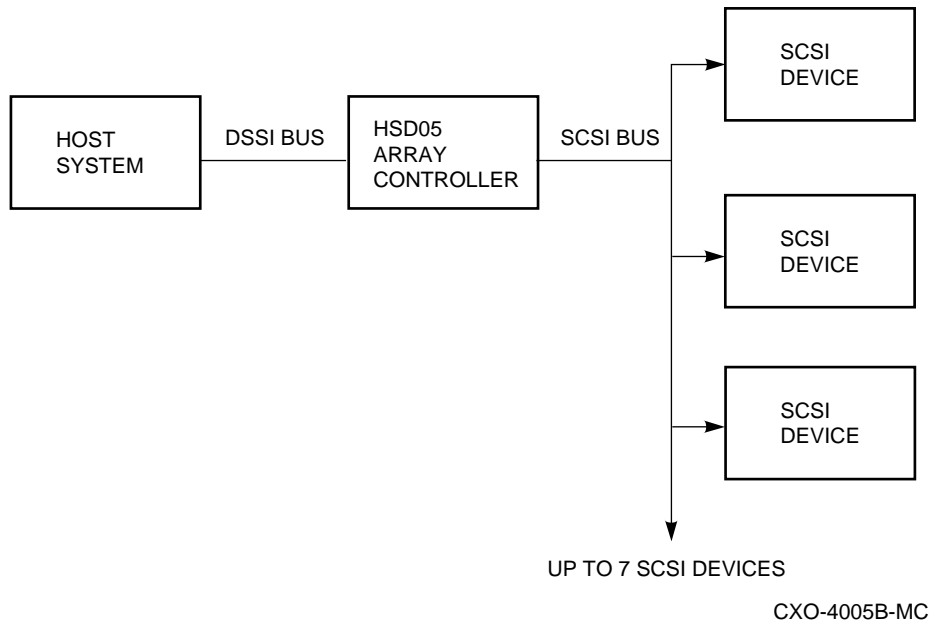 HOST
SYSTEM
DSSI BUS
HSD05
ARRAY
CONTROLLER
SCSI BUS
SCSI
DEVICE
SCSI
DEVICE
SCSI
DEVICE
UP TO 7 SCSI DEVICES
CXO-4005B-MC